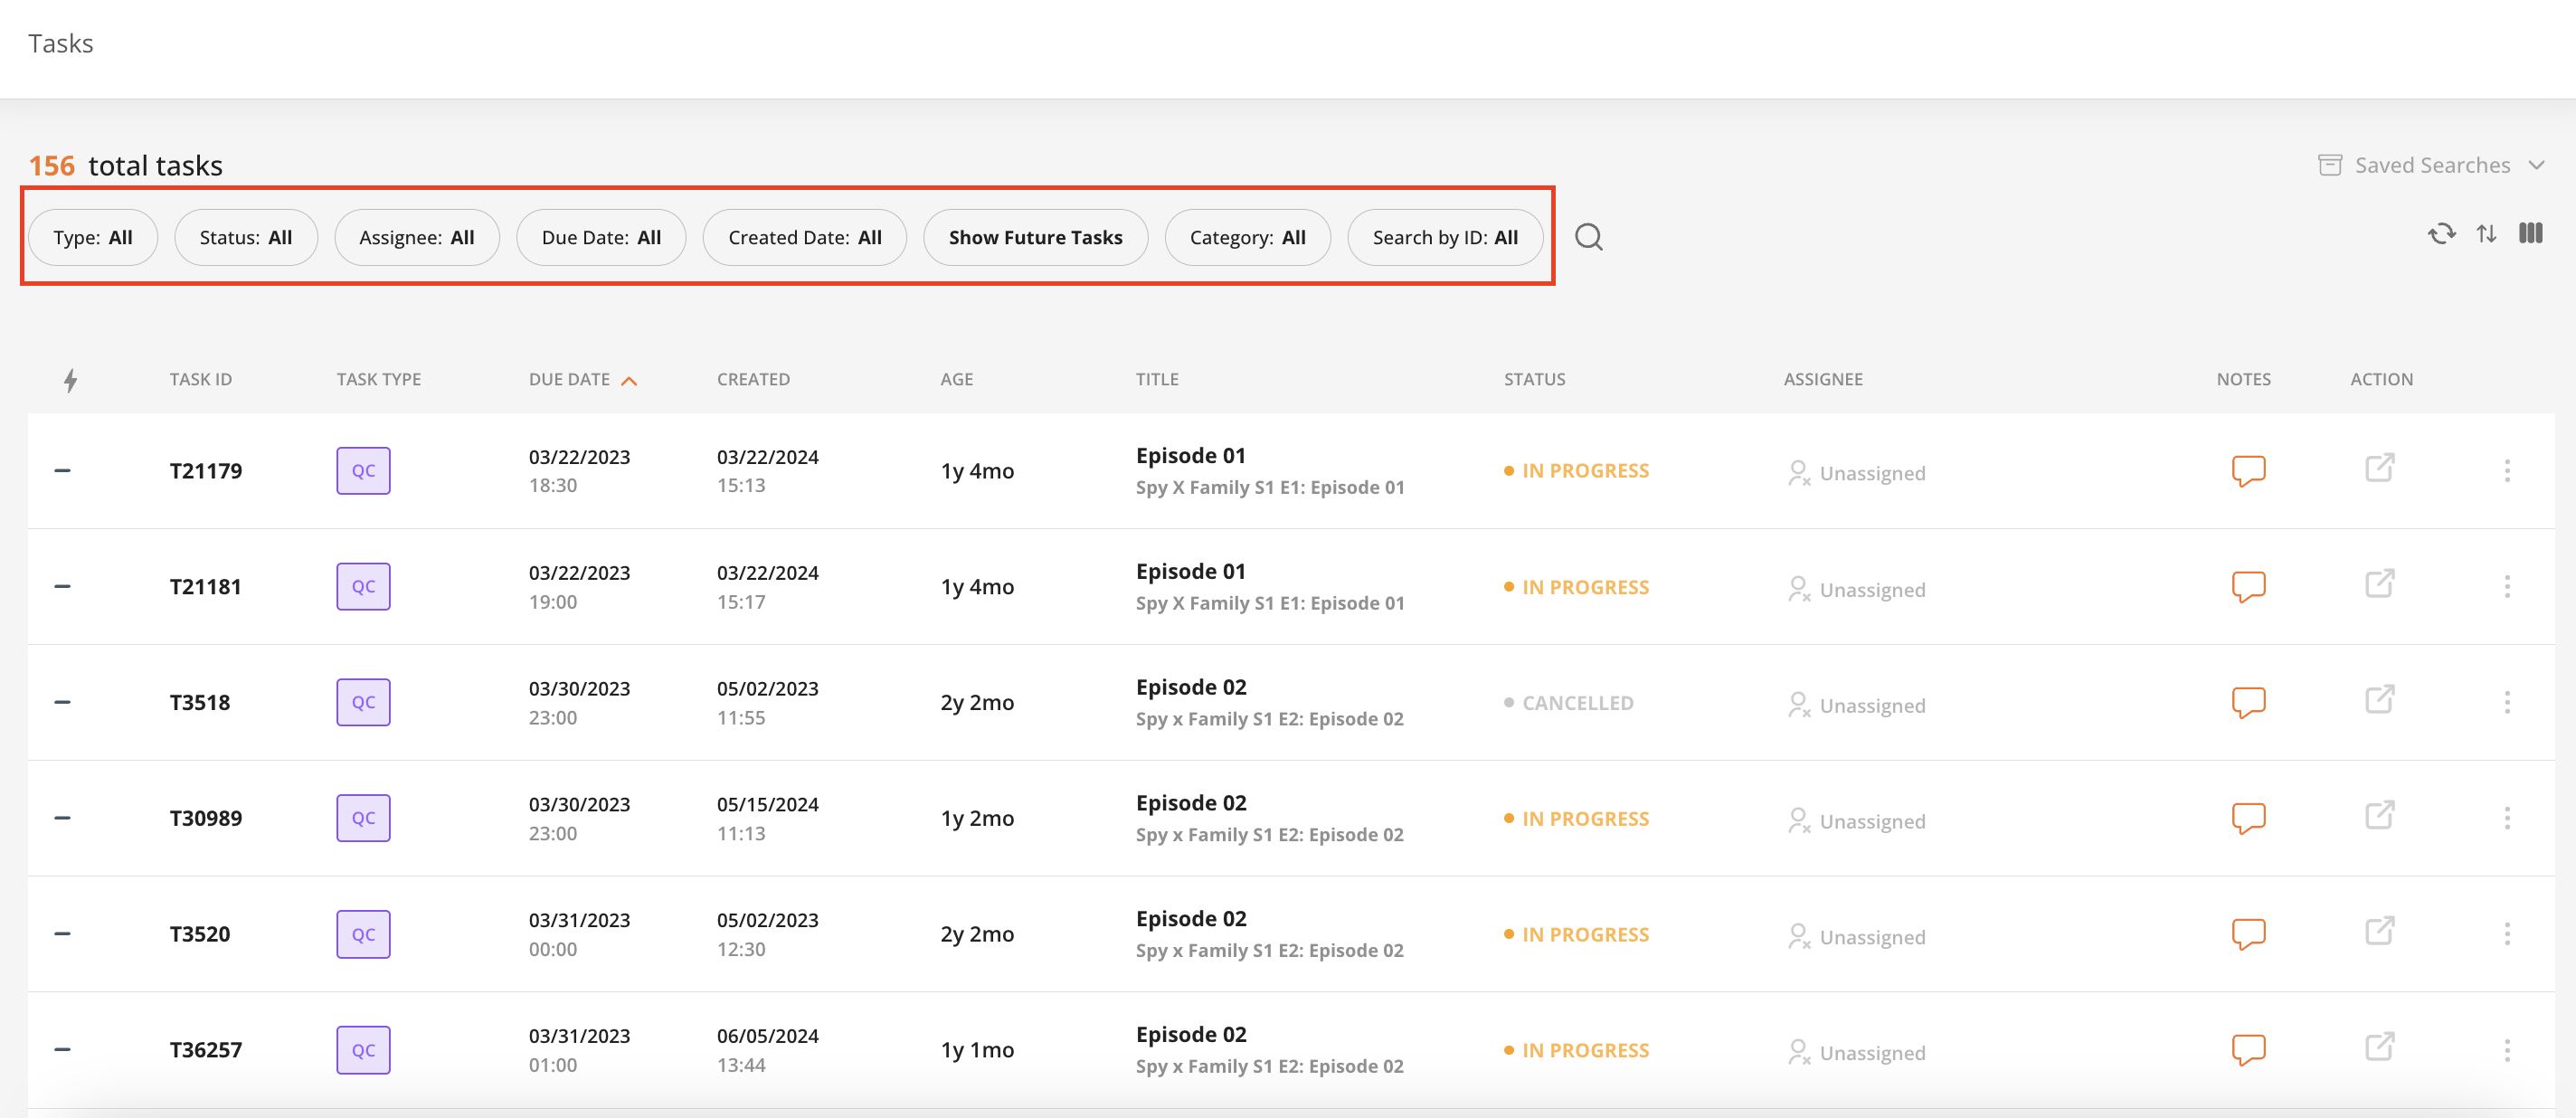 Tasks
156 total tasks
Saved Searches
Type: All Status: All Assignee: All Due Date: All Created Date: All Show Future Tasks Category: All Search by ID: All
TASK ID TASK TYPE DUE DATE CREATED AGE TITLE STATUS ASSIGNEE NOTES ACTION
T21179 QC 03/22/2023 18:30 03/22/2024 15:13 1y 4mo Episode 01 Spy X Family S1 E1: Episode 01 IN PROGRESS Unassigned
T21181 QC 03/22/2023 19:00 03/22/2024 15:17 1y 4mo Episode 01 Spy X Family S1 E1: Episode 01 IN PROGRESS Unassigned
T3518 QC 03/30/2023 23:00 05/02/2023 11:55 2y 2mo Episode 02 Spy x Family S1 E2: Episode 02 CANCELLED Unassigned
T30989 QC 03/30/2023 23:00 05/15/2024 11:13 1y 2mo Episode 02 Spy x Family S1 E2: Episode 02 IN PROGRESS Unassigned
T3520 QC 03/31/2023 00:00 05/02/2023 12:30 2y 2mo Episode 02 Spy x Family S1 E2: Episode 02 IN PROGRESS Unassigned
T36257 QC 03/31/2023 01:00 06/05/2024 13:44 1y 1mo Episode 02 Spy x Family S1 E2: Episode 02 IN PROGRESS Unassigned